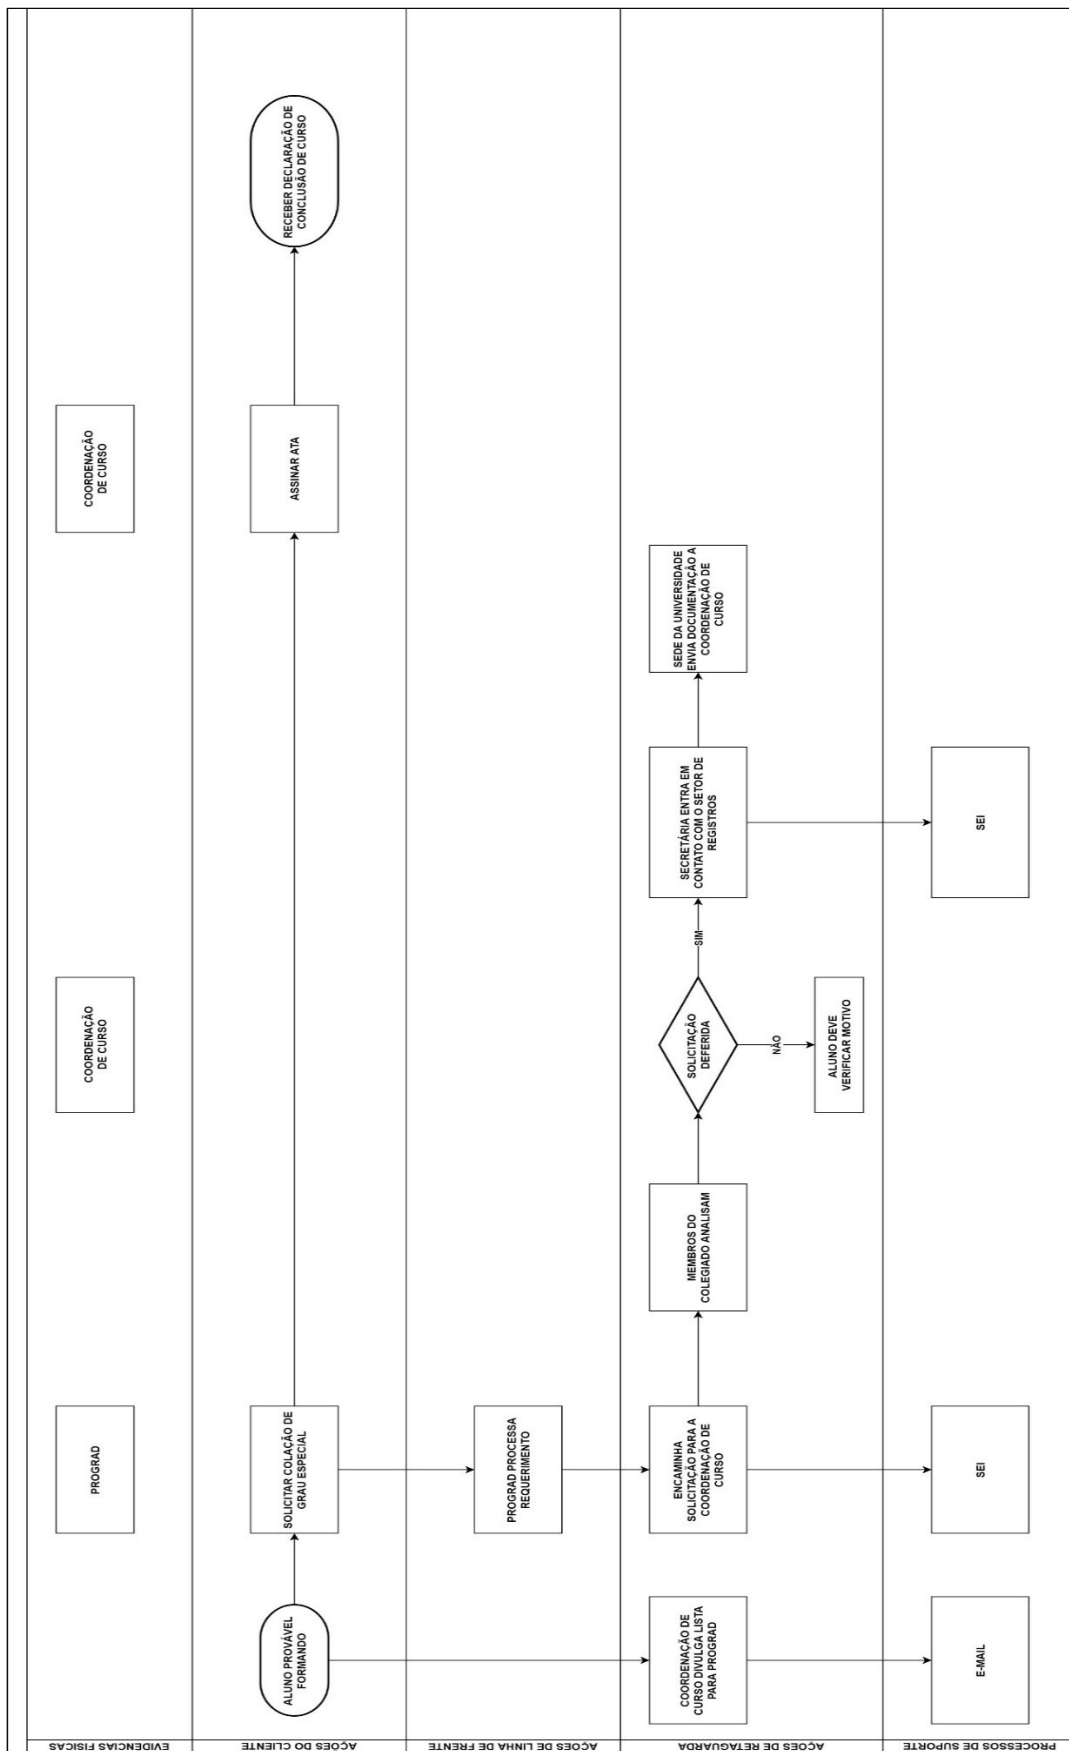 EVIDENCIAS FISICAS
PROGRAD
COORDENAÇÃO
DE CURSO
COORDENAÇÃO
DE CURSO
AÇÕES DO CLIENTE
ALUNO PROVÁVEL
FORMANDO
SOLICITAR COLAÇÃO DE
GRAU ESPECIAL
ASSINAR ATA
RECEBER DECLARAÇÃO DE
CONCLUSÃO DE CURSO
AÇÕES DE LINHA DE FRENTE
PROGRAD PROCESSA
REQUERIMENTO
AÇÕES DE RETAGUARDA
COORDENAÇÃO DE
CURSO DIVULGA LISTA
PARA PROGRAD
ENCAMINHA
SOLICITAÇÃO PARA A
COORDENAÇÃO DE
CURSO
MEMBROS DO
COLEGIADO ANALISAM
SOLICITAÇÃO
DEFERIDA
SIM
NÃO
ALUNO DEVE
VERIFICAR MOTIVO
SECRETÁRIA ENTRA EM
CONTATO COM O SETOR DE
REGISTROS
SEDE DA UNIVERSIDADE
ENVIA DOCUMENTAÇÃO A
COORDENAÇÃO DE
CURSO
PROCESSOS DE SUPORTE
E-MAIL
SEI
SEI